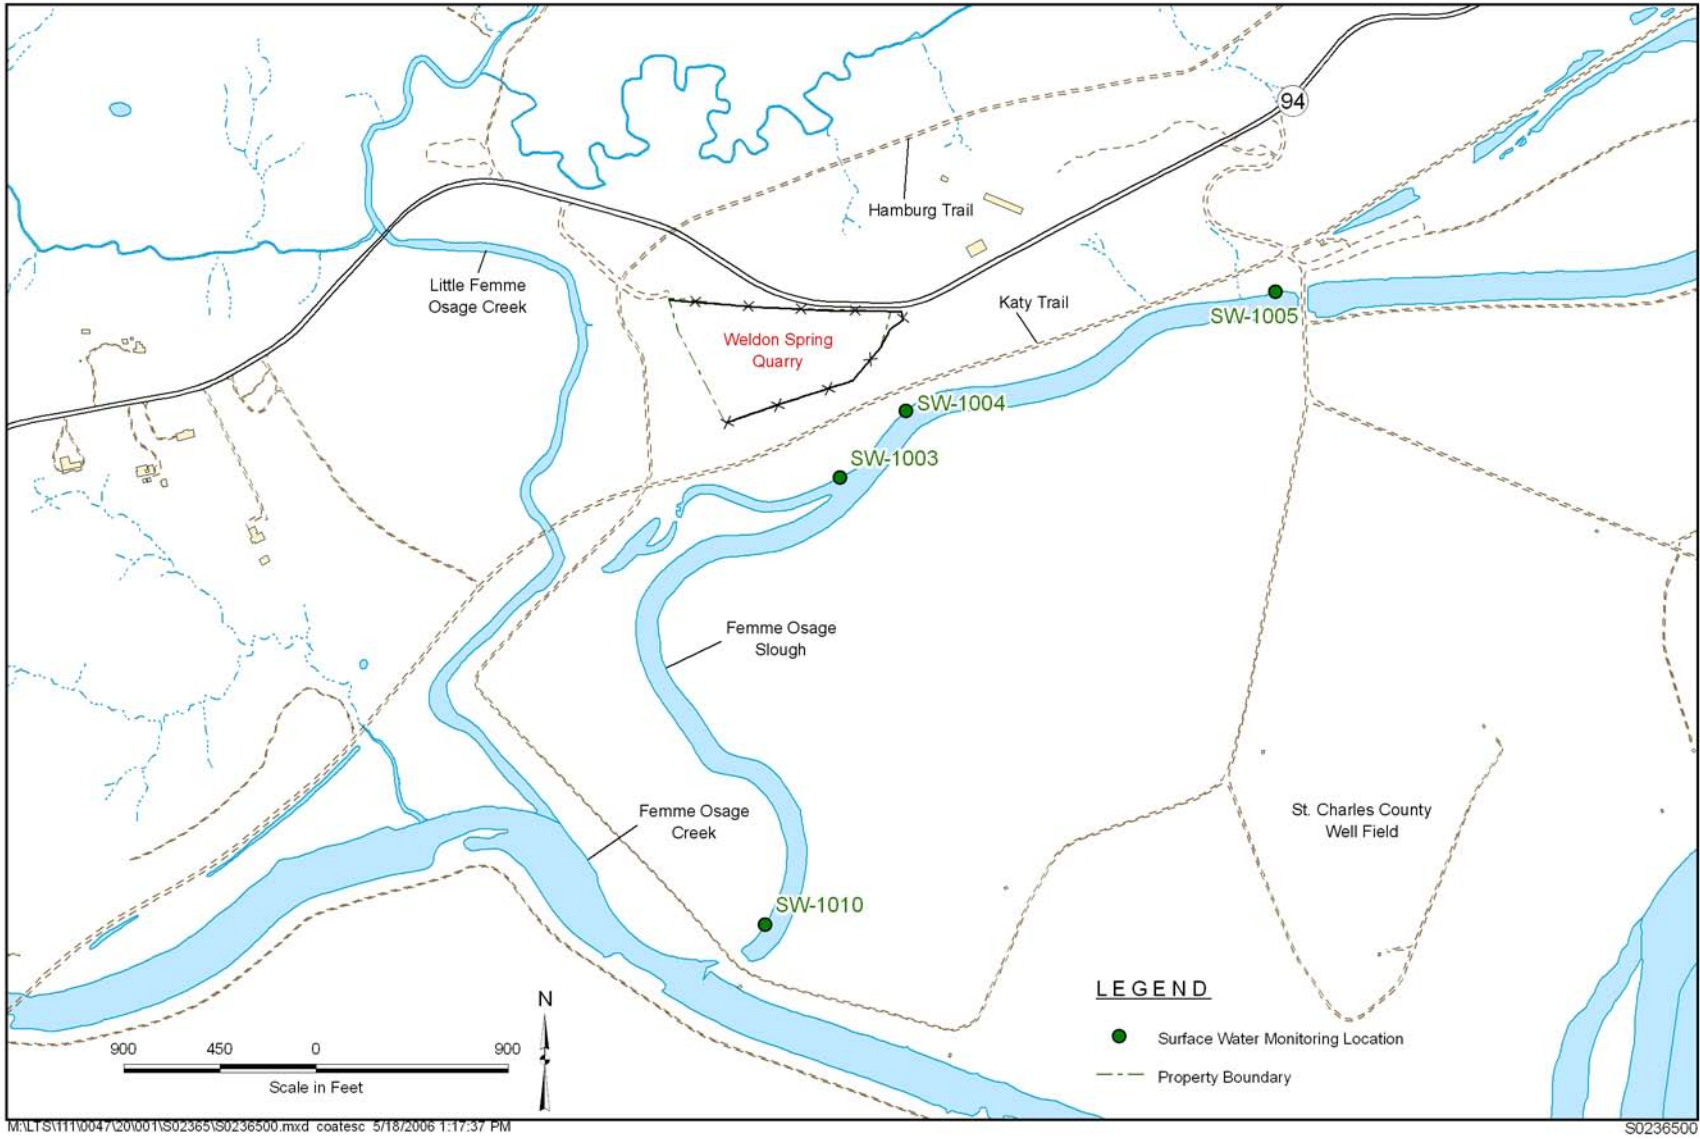 94
Hamburg Trail
Little Femme
Osage Creek
Katy Trail
SW-1005
Weldon Spring
Quarry
SW-1004
SW-1003
Femme Osage
Slough
Femme Osage
Creek
St. Charles County
Well Field
SW-1010
LEGEND
Surface Water Monitoring Location
Property Boundary
N
900 450 0 900
Scale in Feet
M:\LTS\111\0047\20\001\S02365\S0236500.mxd coatesc 5/18/2006 1:17:37 PM
S0236500